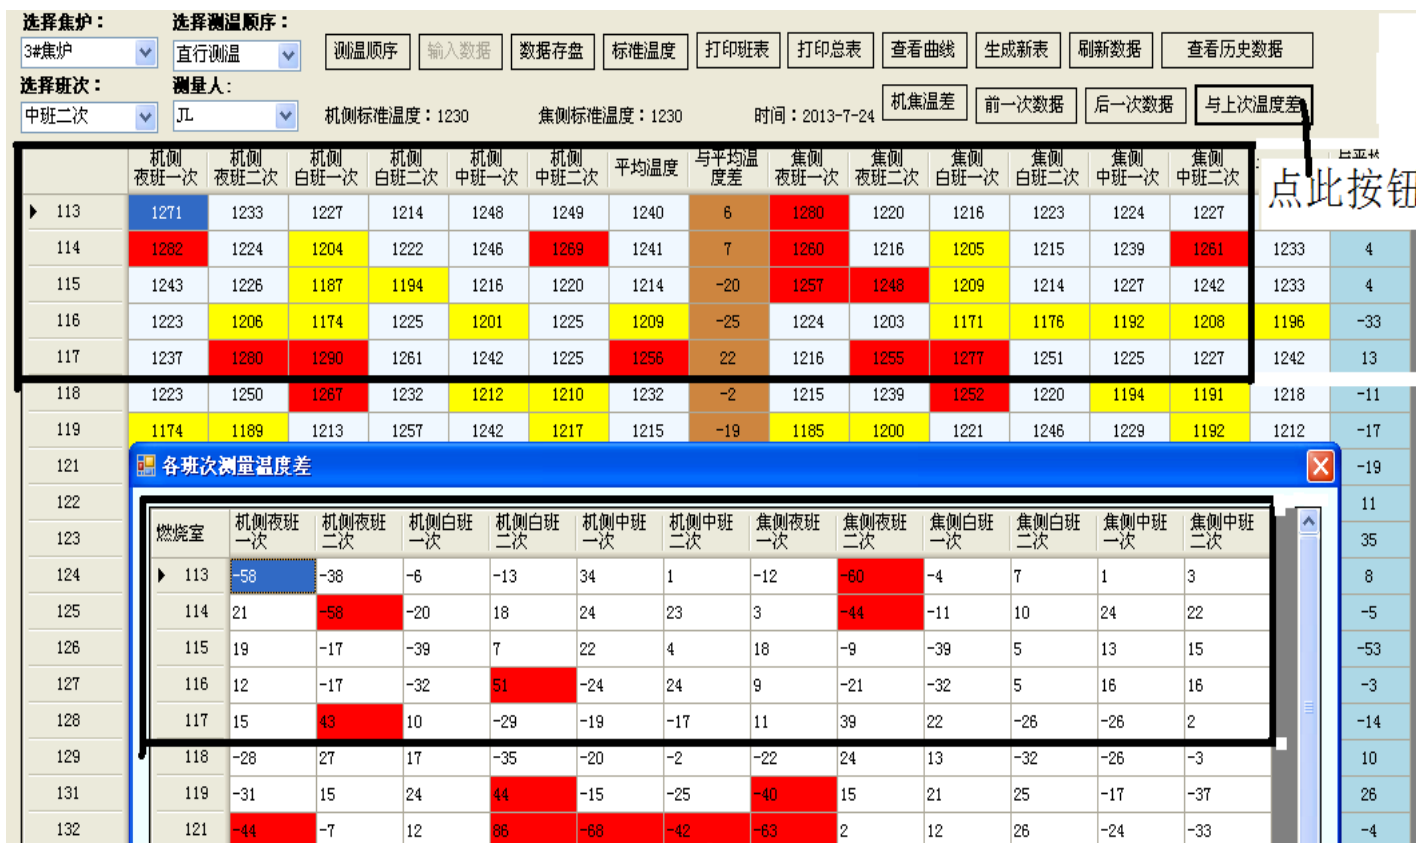 选择焦炉： 选择测温顺序：
3#焦炉 直行测温 测温顺序 输入数据 数据存盘 标准温度 打印班表 打印总表 查看曲线 生成新表 刷新数据 查看历史数据
选择班次： 测量人：
中班二次 JL 机侧标准温度：1230 焦侧标准温度：1230 时间：2013-7-24 机焦温差 前一次数据 后一次数据 与上次温度差
点此按钮
机侧夜班一次 机侧夜班二次 机侧白班一次 机侧白班二次 机侧中班一次 机侧中班二次 平均温度 与平均温度差 焦侧夜班一次 焦侧夜班二次 焦侧白班一次 焦侧白班二次 焦侧中班一次 焦侧中班二次
113 1271 1233 1227 1214 1248 1249 1240 6 1280 1220 1216 1223 1224 1227
114 1282 1224 1204 1222 1246 1269 1241 7 1260 1216 1205 1215 1239 1261 1233 4
115 1243 1226 1187 1194 1216 1220 1214 -20 1257 1248 1209 1214 1227 1242 1233 4
116 1223 1206 1174 1225 1201 1225 1209 -25 1224 1203 1171 1176 1192 1208 1196 -33
117 1237 1280 1290 1261 1242 1225 1256 22 1216 1255 1277 1251 1225 1227 1242 13
118 1223 1250 1267 1232 1212 1210 1232 -2 1215 1239 1252 1220 1194 1191 1218 -11
119 1174 1189 1213 1257 1242 1217 1215 -19 1185 1200 1221 1246 1229 1192 1212 -17
121 -19
122 11
123 35
124 8
125 -5
126 -53
127 -3
128 -14
129 10
131 26
132 -4
各班次测量温度差
燃烧室 机侧夜班一次 机侧夜班二次 机侧白班一次 机侧白班二次 机侧中班一次 机侧中班二次 焦侧夜班一次 焦侧夜班二次 焦侧白班一次 焦侧白班二次 焦侧中班一次 焦侧中班二次
113 -58 -38 -6 -13 34 1 -12 -60 -4 7 1 3
114 21 -58 -20 18 24 23 3 -44 -11 10 24 22
115 19 -17 -39 7 22 4 18 -9 -39 5 13 15
116 12 -17 -32 51 -24 24 9 -21 -32 5 16 16
117 15 43 10 -29 -19 -17 11 39 22 -26 -26 2
118 -28 27 17 -35 -20 -2 -22 24 13 -32 -26 -3
119 -31 15 24 44 -15 -25 -40 15 21 25 -17 -37
121 -44 -7 12 86 -68 -42 -63 2 12 26 -24 -33